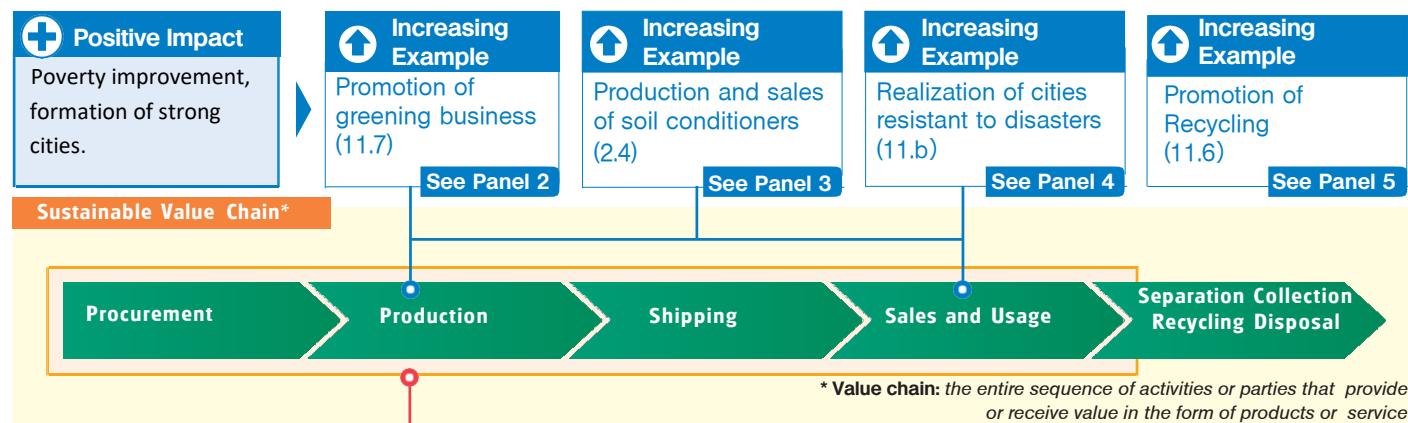 Positive Impact
Poverty improvement,
formation of strong
cities.
Increasing
Example
Promotion of
greening business
(11.7)
See Panel 2
Increasing
Example
Production and sales
of soil conditioners
(2.4)
See Panel 3
Increasing
Example
Realization of cities
resistant to disasters
(11.b)
See Panel 4
Increasing
Example
Promotion of
Recycling
(11.6)
See Panel 5
Sustainable Value Chain*
Procurement
Production
Shipping
Sales and Usage
Separation Collection
Recycling Disposal
* Value chain: the entire sequence of activities or parties that provide
or receive value in the form of products or service